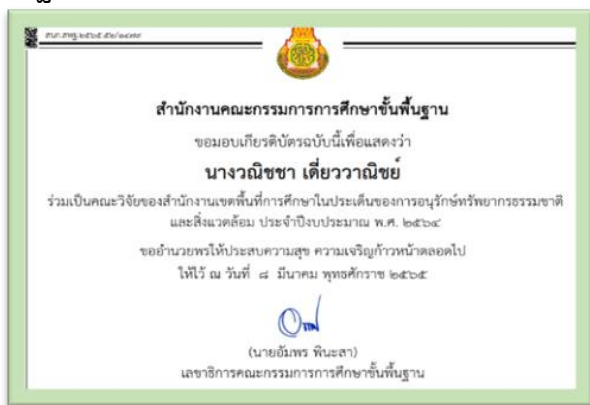 สำนักงานคณะกรรมการการศึกษาขั้นพื้นฐาน
ขอมอบเกียรติบัตรฉบับนี้เพื่อแสดงว่า
นางวณิชชา เดี่ยววาณิชย์
ร่วมเป็นคณะวิจัยของสำนักงานเขตพื้นที่การศึกษาในประเด็นของการอนุรักษ์ทรัพยากรธรรมชาติ
และสิ่งแวดล้อม ประจำปีงบประมาณ พ.ศ. ๒๕๖๔
ขออำนวยพรให้ประสบความสุข ความเจริญก้าวหน้าตลอดไป
ให้ไว้ ณ วันที่ ๘ มีนาคม พุทธศักราช ๒๕๖๕
(นายอัมพร พินะสา)
เลขาธิการคณะกรรมการการศึกษาขั้นพื้นฐาน